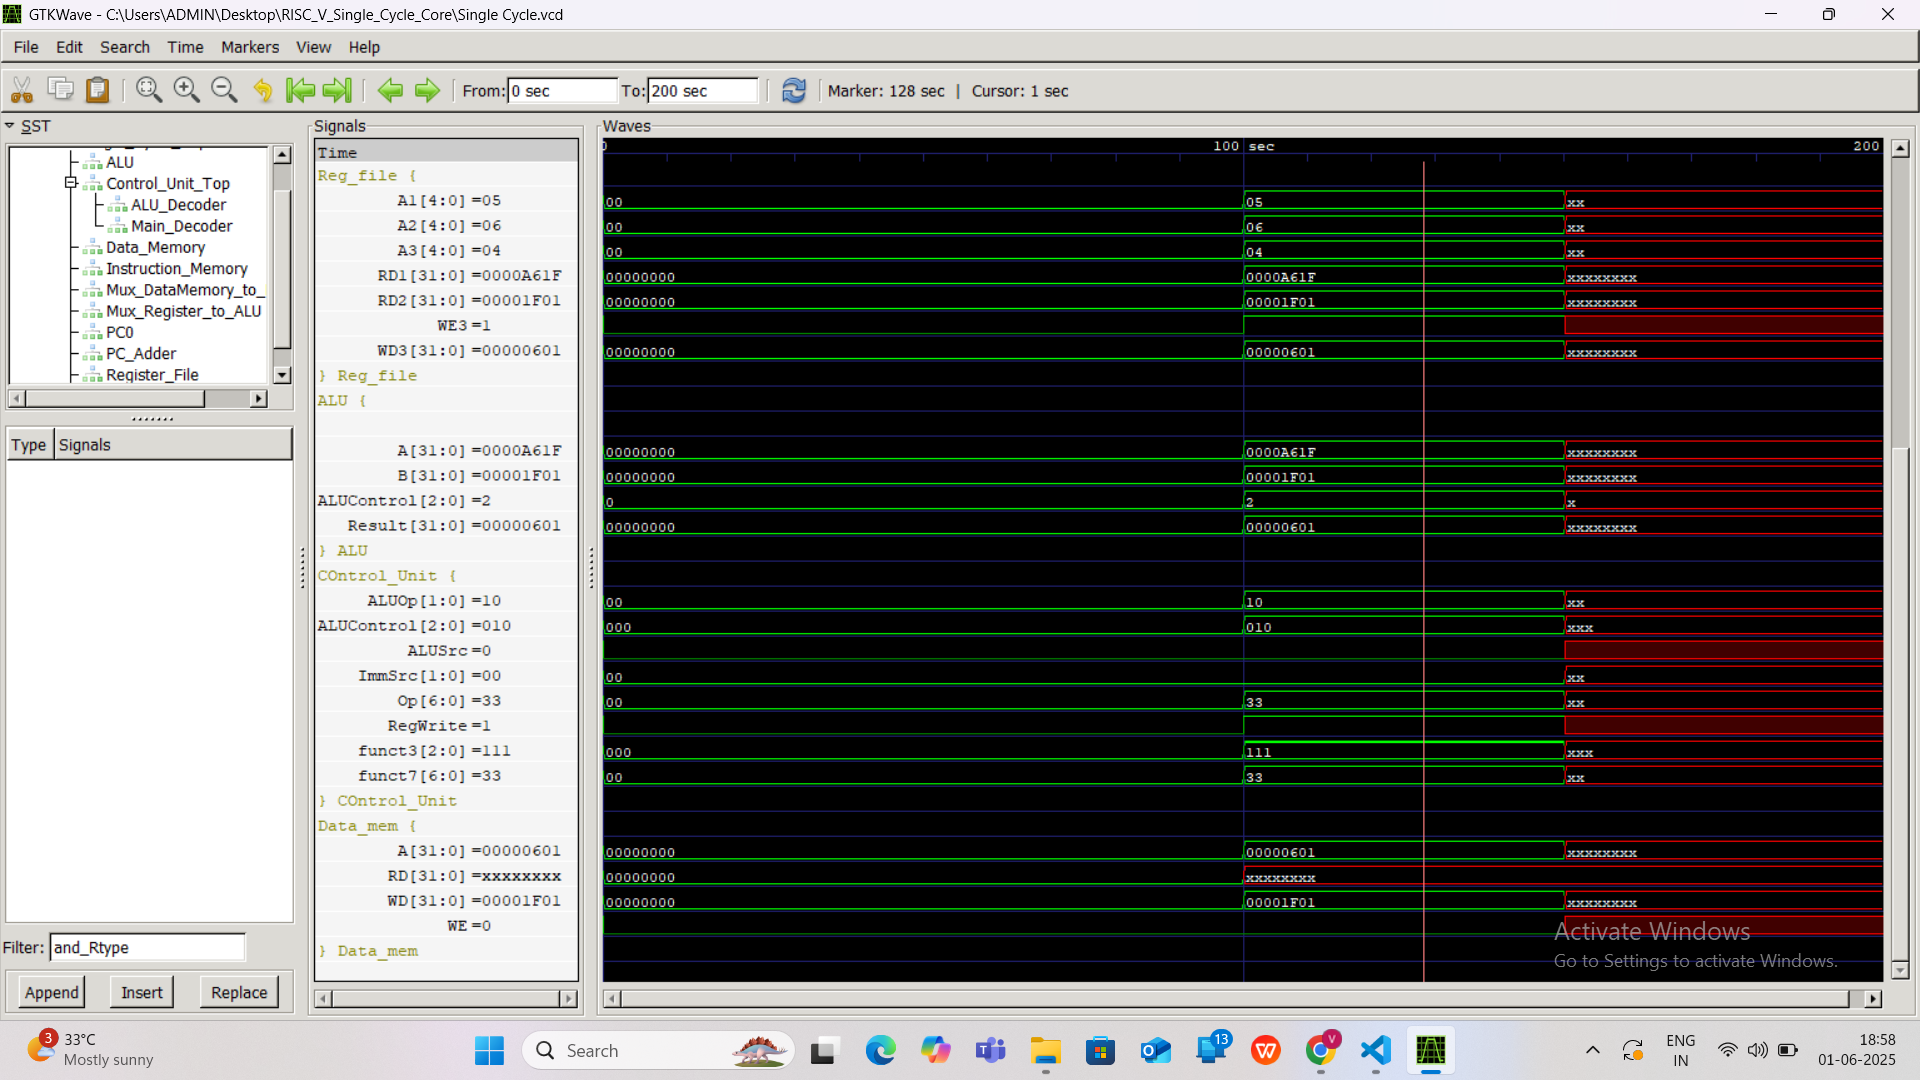 GTKWave - C:\Users\ADMIN\Desktop\RISC_V_Single_Cycle_Core\Single Cycle.vcd
File Edit Search Time Markers View Help
From: 0 sec To: 200 sec Marker: 128 sec | Cursor: 1 sec
SST
ALU
Control_Unit_Top
ALU_Decoder
Main_Decoder
Data_Memory
Instruction_Memory
Mux_DataMemory_to_
Mux_Register_to_ALU
PC0
PC_Adder
Register_File
Type Signals
Filter: and_Rtype
Append Insert Replace
Signals
Time
Reg_file {
A1[4:0] =05
A2[4:0] =06
A3[4:0] =04
RD1[31:0] =0000A61F
RD2[31:0] =00001F01
WE3 =1
WD3[31:0] =00000601
} Reg_file
ALU {
A[31:0] =0000A61F
B[31:0] =00001F01
ALUControl[2:0] =2
Result[31:0] =00000601
} ALU
COntrol_Unit {
ALUOp[1:0] =10
ALUControl[2:0] =010
ALUSrc =0
ImmSrc[1:0] =00
Op[6:0] =33
RegWrite =1
funct3[2:0] =111
funct7[6:0] =33
} COntrol_Unit
Data_mem {
A[31:0] =00000601
RD[31:0] =xxxxxxxx
WD[31:0] =00001F01
WE =0
} Data_mem
Waves
0 100 sec 200
00 05 xx
00 06 xx
00 04 xx
00000000 0000A61F xxxxxxxx
00000000 00001F01 xxxxxxxx
00000000 00000601 xxxxxxxx
00000000 0000A61F xxxxxxxx
00000000 00001F01 xxxxxxxx
0 2 x
00000000 00000601 xxxxxxxx
00 10 xx
000 010 xxx
00 xx
00 33 xx
000 111 xxx
00 33 xx
00000000 00000601 xxxxxxxx
00000000 xxxxxxxx
00000000 00001F01 xxxxxxxx
Activate Windows
Go to Settings to activate Windows.
3
33°C
Mostly sunny
Search
13
V
ENG
IN
18:58
01-06-2025